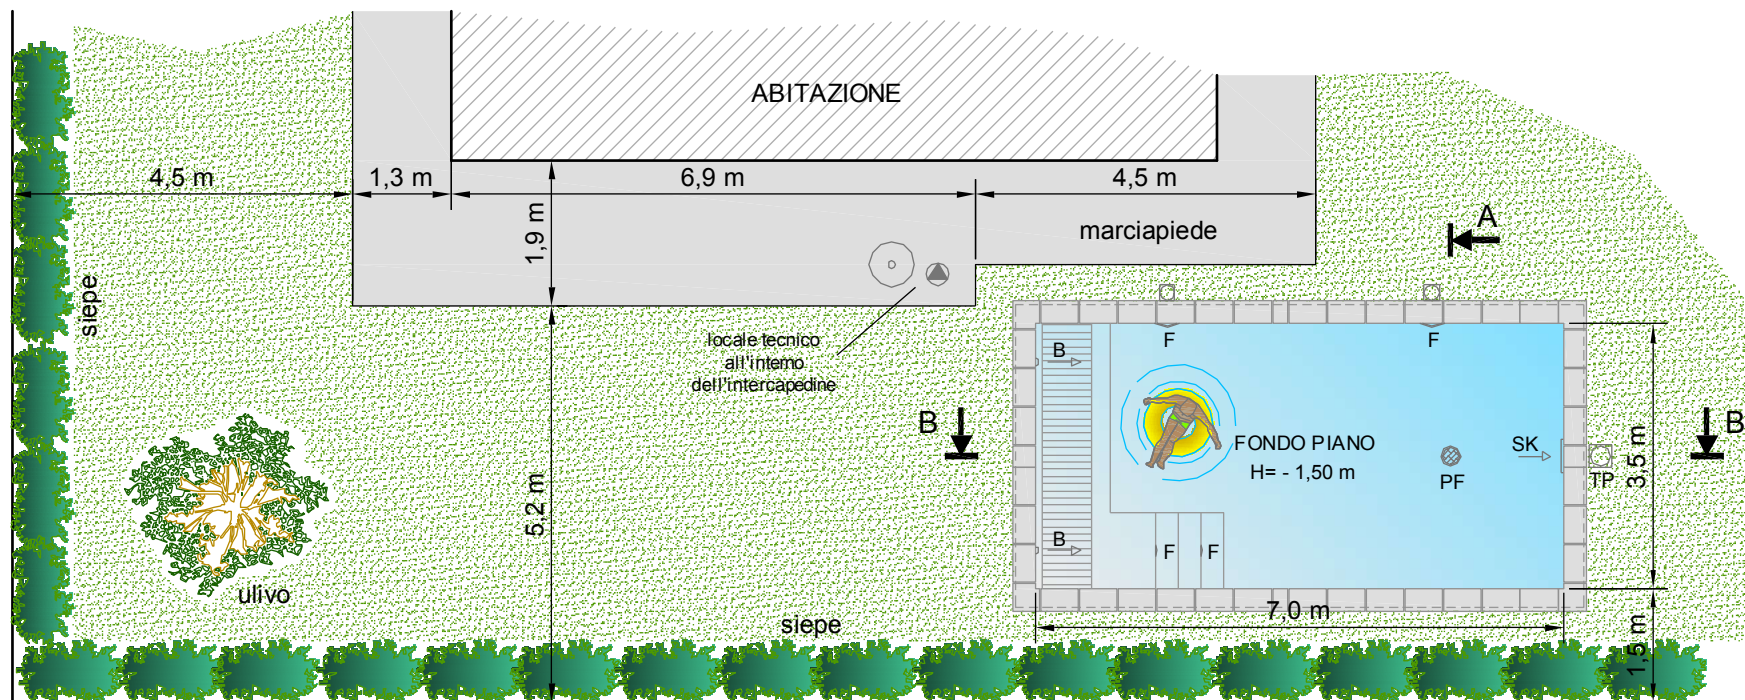 ABITAZIONE
4,5 m
1,3 m
6,9 m
4,5 m
1,9 m
marciapiede
A
siepe
locale tecnico
all'interno
dell'intercapedine
F
F
B
B
B
FONDO PIANO
H= - 1,50 m
SK
PF
TP
3,5 m
5,2 m
B
F
F
ulivo
7,0 m
siepe
1,5 m